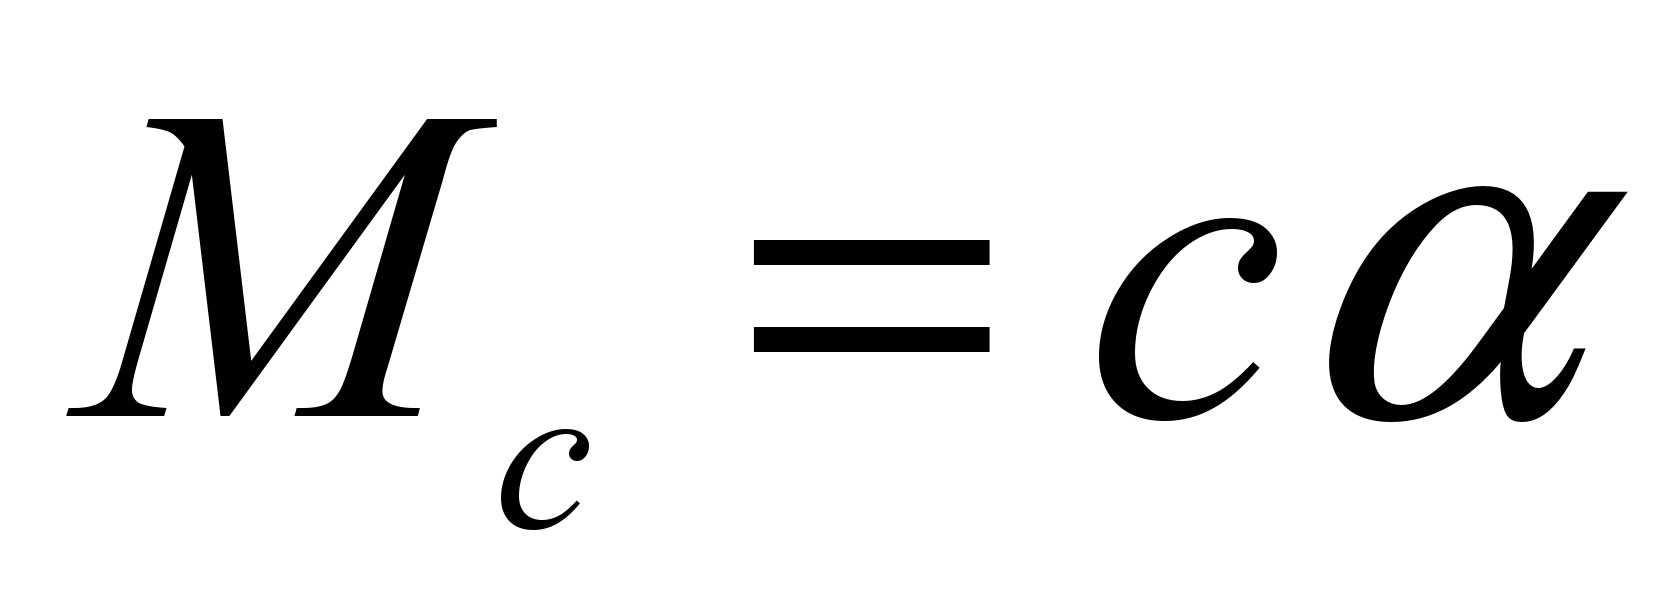 M_c = cα